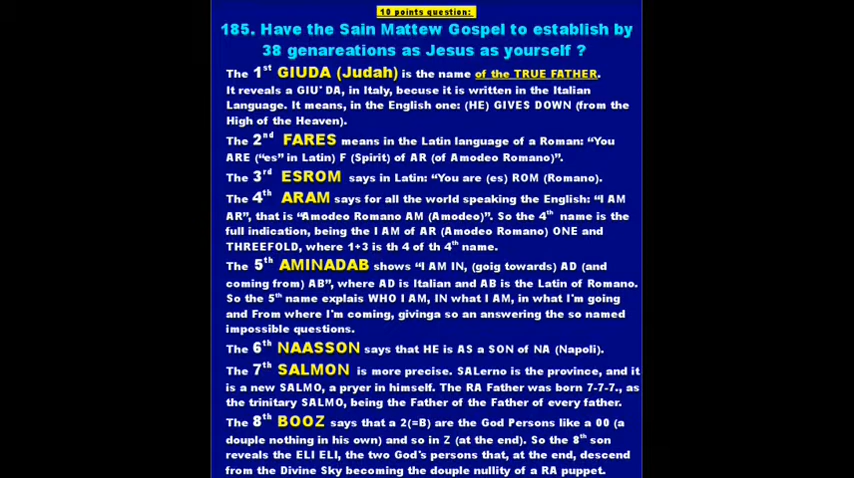 10 points question:
185. Have the Sain Mattew Gospel to establish by
38 genareations as Jesus as yourself ?
The 1st GIUDA (Judah) is the name of the TRUE FATHER.
It reveals a GIU' DA, in Italy, becuse it is written in the Italian
Language. It means, in the English one: (HE) GIVES DOWN (from the
High of the Heaven).
The 2nd FARES means in the Latin language of a Roman: "You
ARE ("es" in Latin) F (Spirit) of AR (of Amodeo Romano)".
The 3rd ESROM says in Latin: "You are (es) ROM (Romano).
The 4th ARAM says for all the world speaking the English: "I AM
AR", that is "Amodeo Romano AM (Amodeo)". So the 4th name is the
full indication, being the I AM of AR (Amodeo Romano) ONE and
THREEFOLD, where 1+3 is th 4 of th 4th name.
The 5th AMINADAB shows "I AM IN, (goig towards) AD (and
coming from) AB", where AD is Italian and AB is the Latin of Romano.
So the 5th name explais WHO I AM, IN what I AM, in what I'm going
and From where I'm coming, givinga so an answering the so named
impossible questions.
The 6th NAASSON says that HE is AS a SON of NA (Napoli).
The 7th SALMON is more precise. SALerno is the province, and it
is a new SALMO, a pryer in himself. The RA Father was born 7-7-7., as
the trinitary SALMO, being the Father of the Father of every father.
The 8th BOOZ says that a 2(=B) are the God Persons like a 00 (a
douple nothing in his own) and so in Z (at the end). So the 8th son
reveals the ELI ELI, the two God's persons that, at the end, descend
from the Divine Sky becoming the douple nullity of a RA puppet.